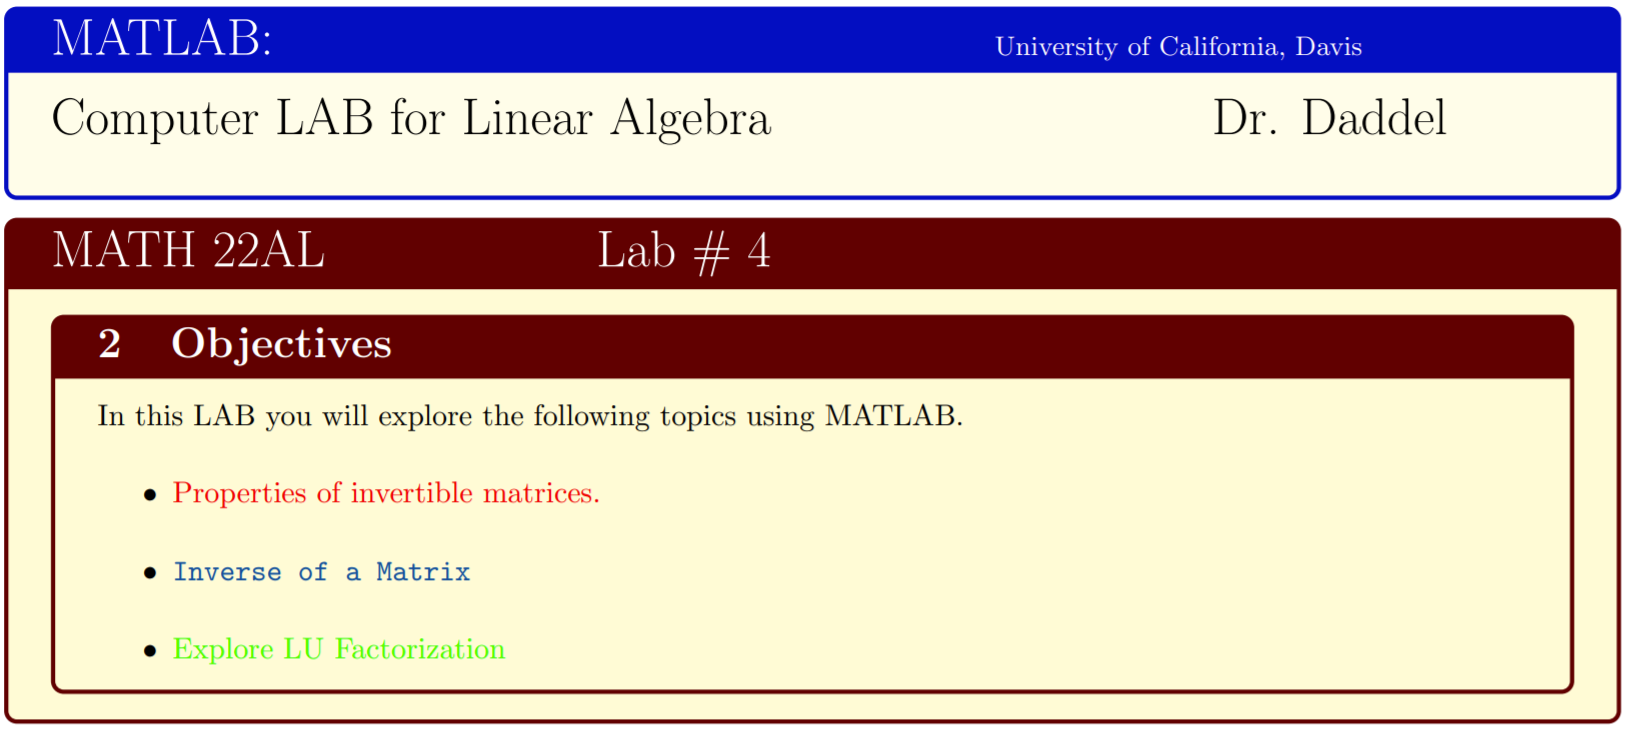 MATLAB: University of California, Davis
Computer LAB for Linear Algebra Dr. Daddel
MATH 22AL Lab # 4
2 Objectives
In this LAB you will explore the following topics using MATLAB.
• Properties of invertible matrices.
• Inverse of a Matrix
• Explore LU Factorization